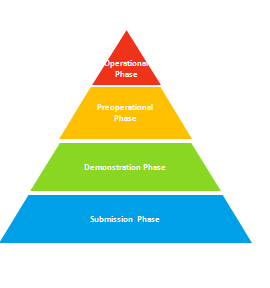 Operational
Phase
Preoperational
Phase
Demonstration Phase
Submission Phase